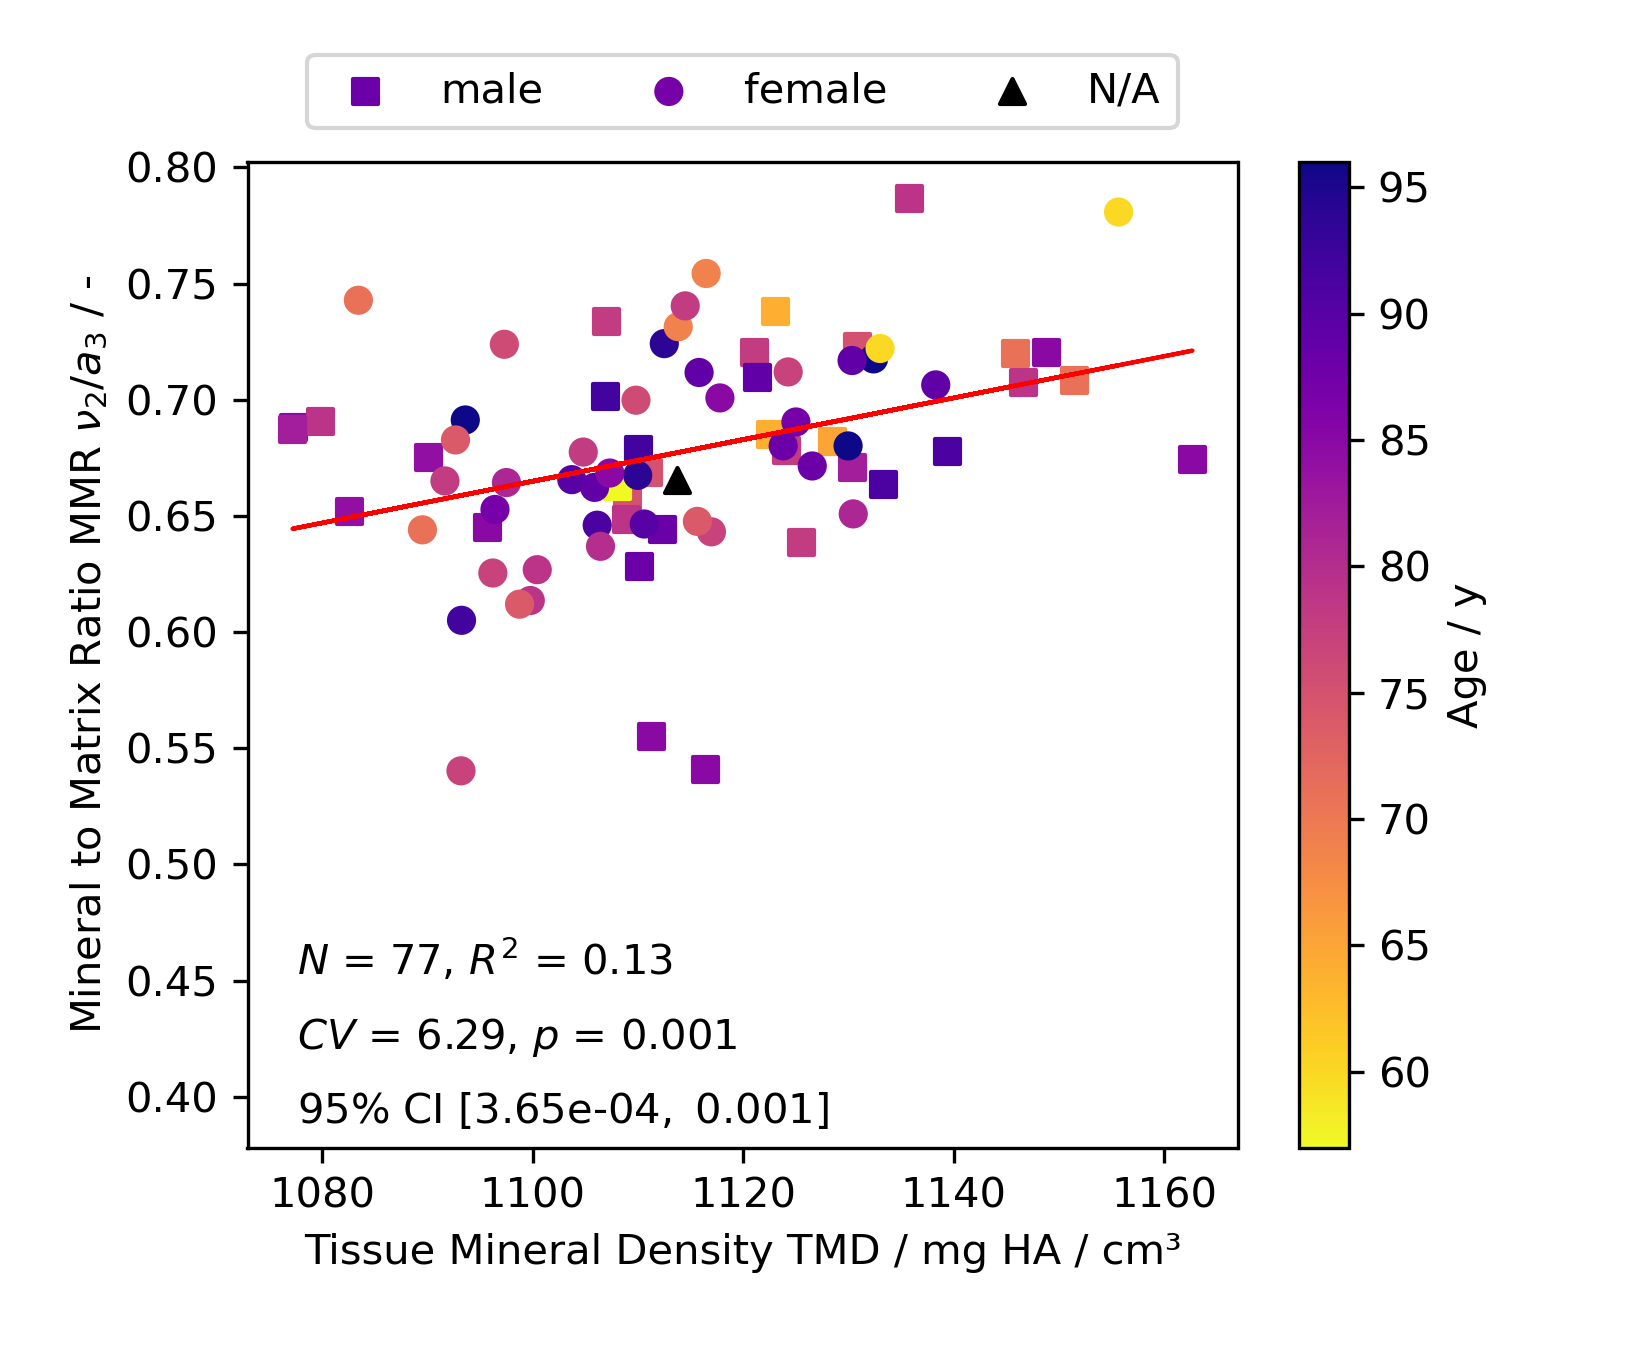 male female N/A
Mineral to Matrix Ratio MMR ν₂/a₃ / -
0.80
0.75
0.70
0.65
0.60
0.55
0.50
0.45
0.40
N = 77, R² = 0.13
CV = 6.29, p = 0.001
95% CI [3.65e-04, 0.001]
1080 1100 1120 1140 1160
Tissue Mineral Density TMD / mg HA / cm³
95
90
85
80
75
70
65
60
Age / y